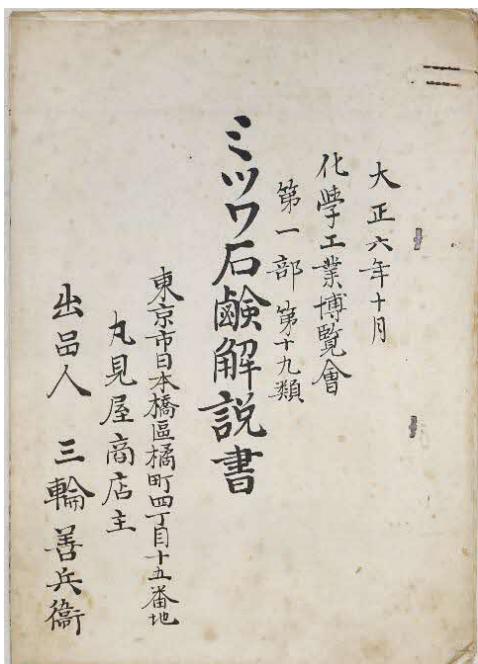 大正六年十月
化學工業博覽會
第一部 第十九類
ミツワ石鹸解説書
東京市日本橋區橘町四丁目十五番地
丸見屋商店主
出品人 三輪善兵衞